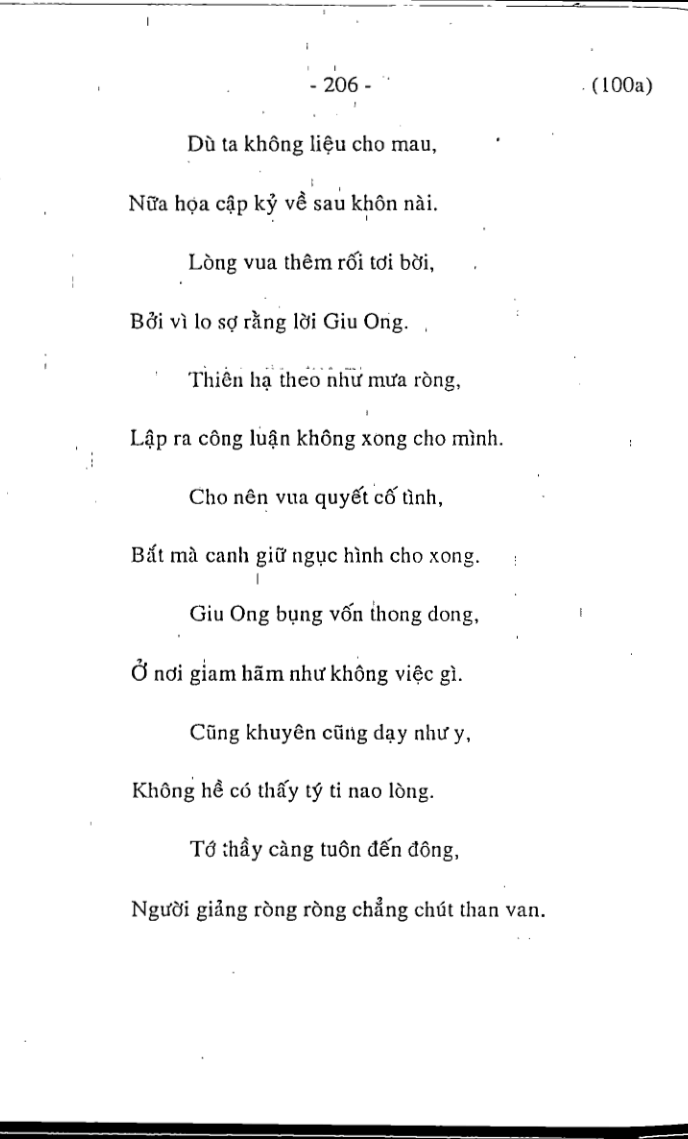 - 206 - (100a)
Dù ta không liệu cho mau,
Nữa họa cập kỷ về sau khôn nài.
Lòng vua thêm rối tơi bời,
Bởi vì lo sợ rằng lời Giu Ong.
Thiên hạ theo như mưa ròng,
Lập ra công luận không xong cho mình.
Cho nên vua quyết cố tình,
Bắt mà canh giữ ngục hình cho xong.
Giu Ong bụng vốn thong dong,
Ở nơi giam hãm như không việc gì.
Cũng khuyên cũng dạy như y,
Không hề có thấy tý ti nao lòng.
Tớ thầy càng tuôn đến đông,
Người giảng ròng ròng chẳng chút than van.